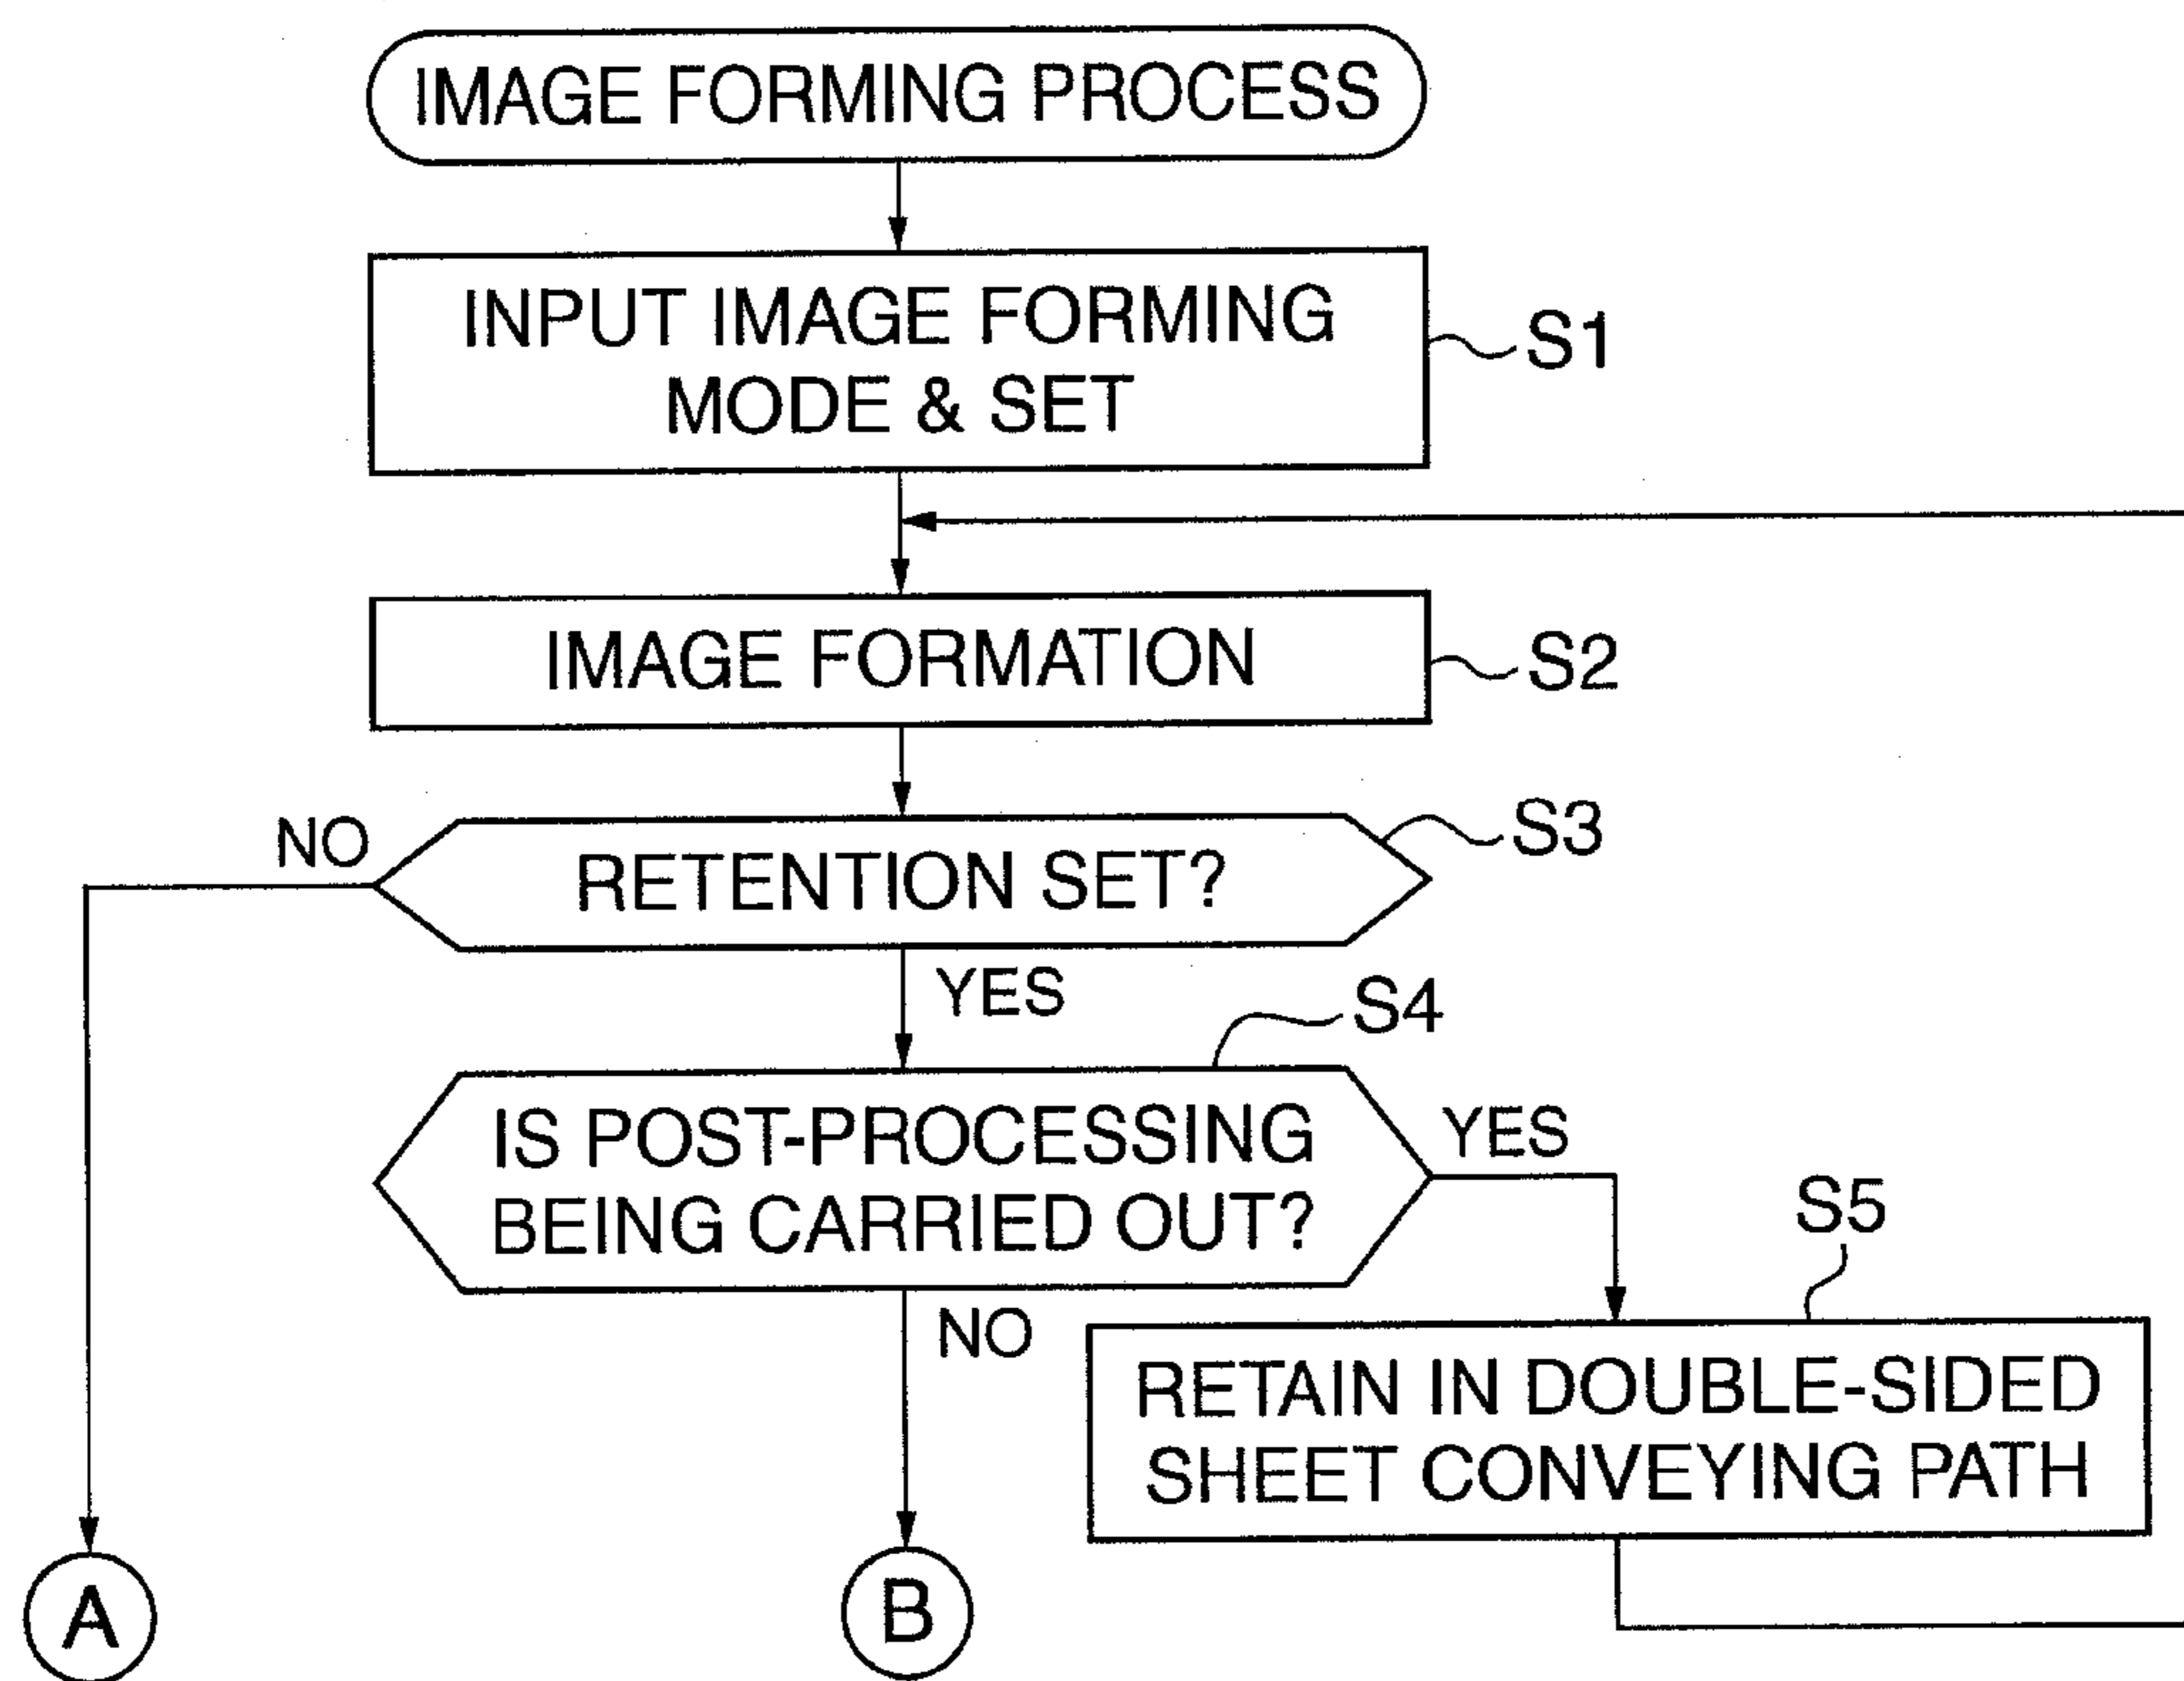 IMAGE FORMING PROCESS
INPUT IMAGE FORMING
MODE & SET
S1
IMAGE FORMATION
S2
NO
RETENTION SET?
S3
YES
S4
IS POST-PROCESSING
BEING CARRIED OUT?
YES
S5
NO
RETAIN IN DOUBLE-SIDED
SHEET CONVEYING PATH
A
B